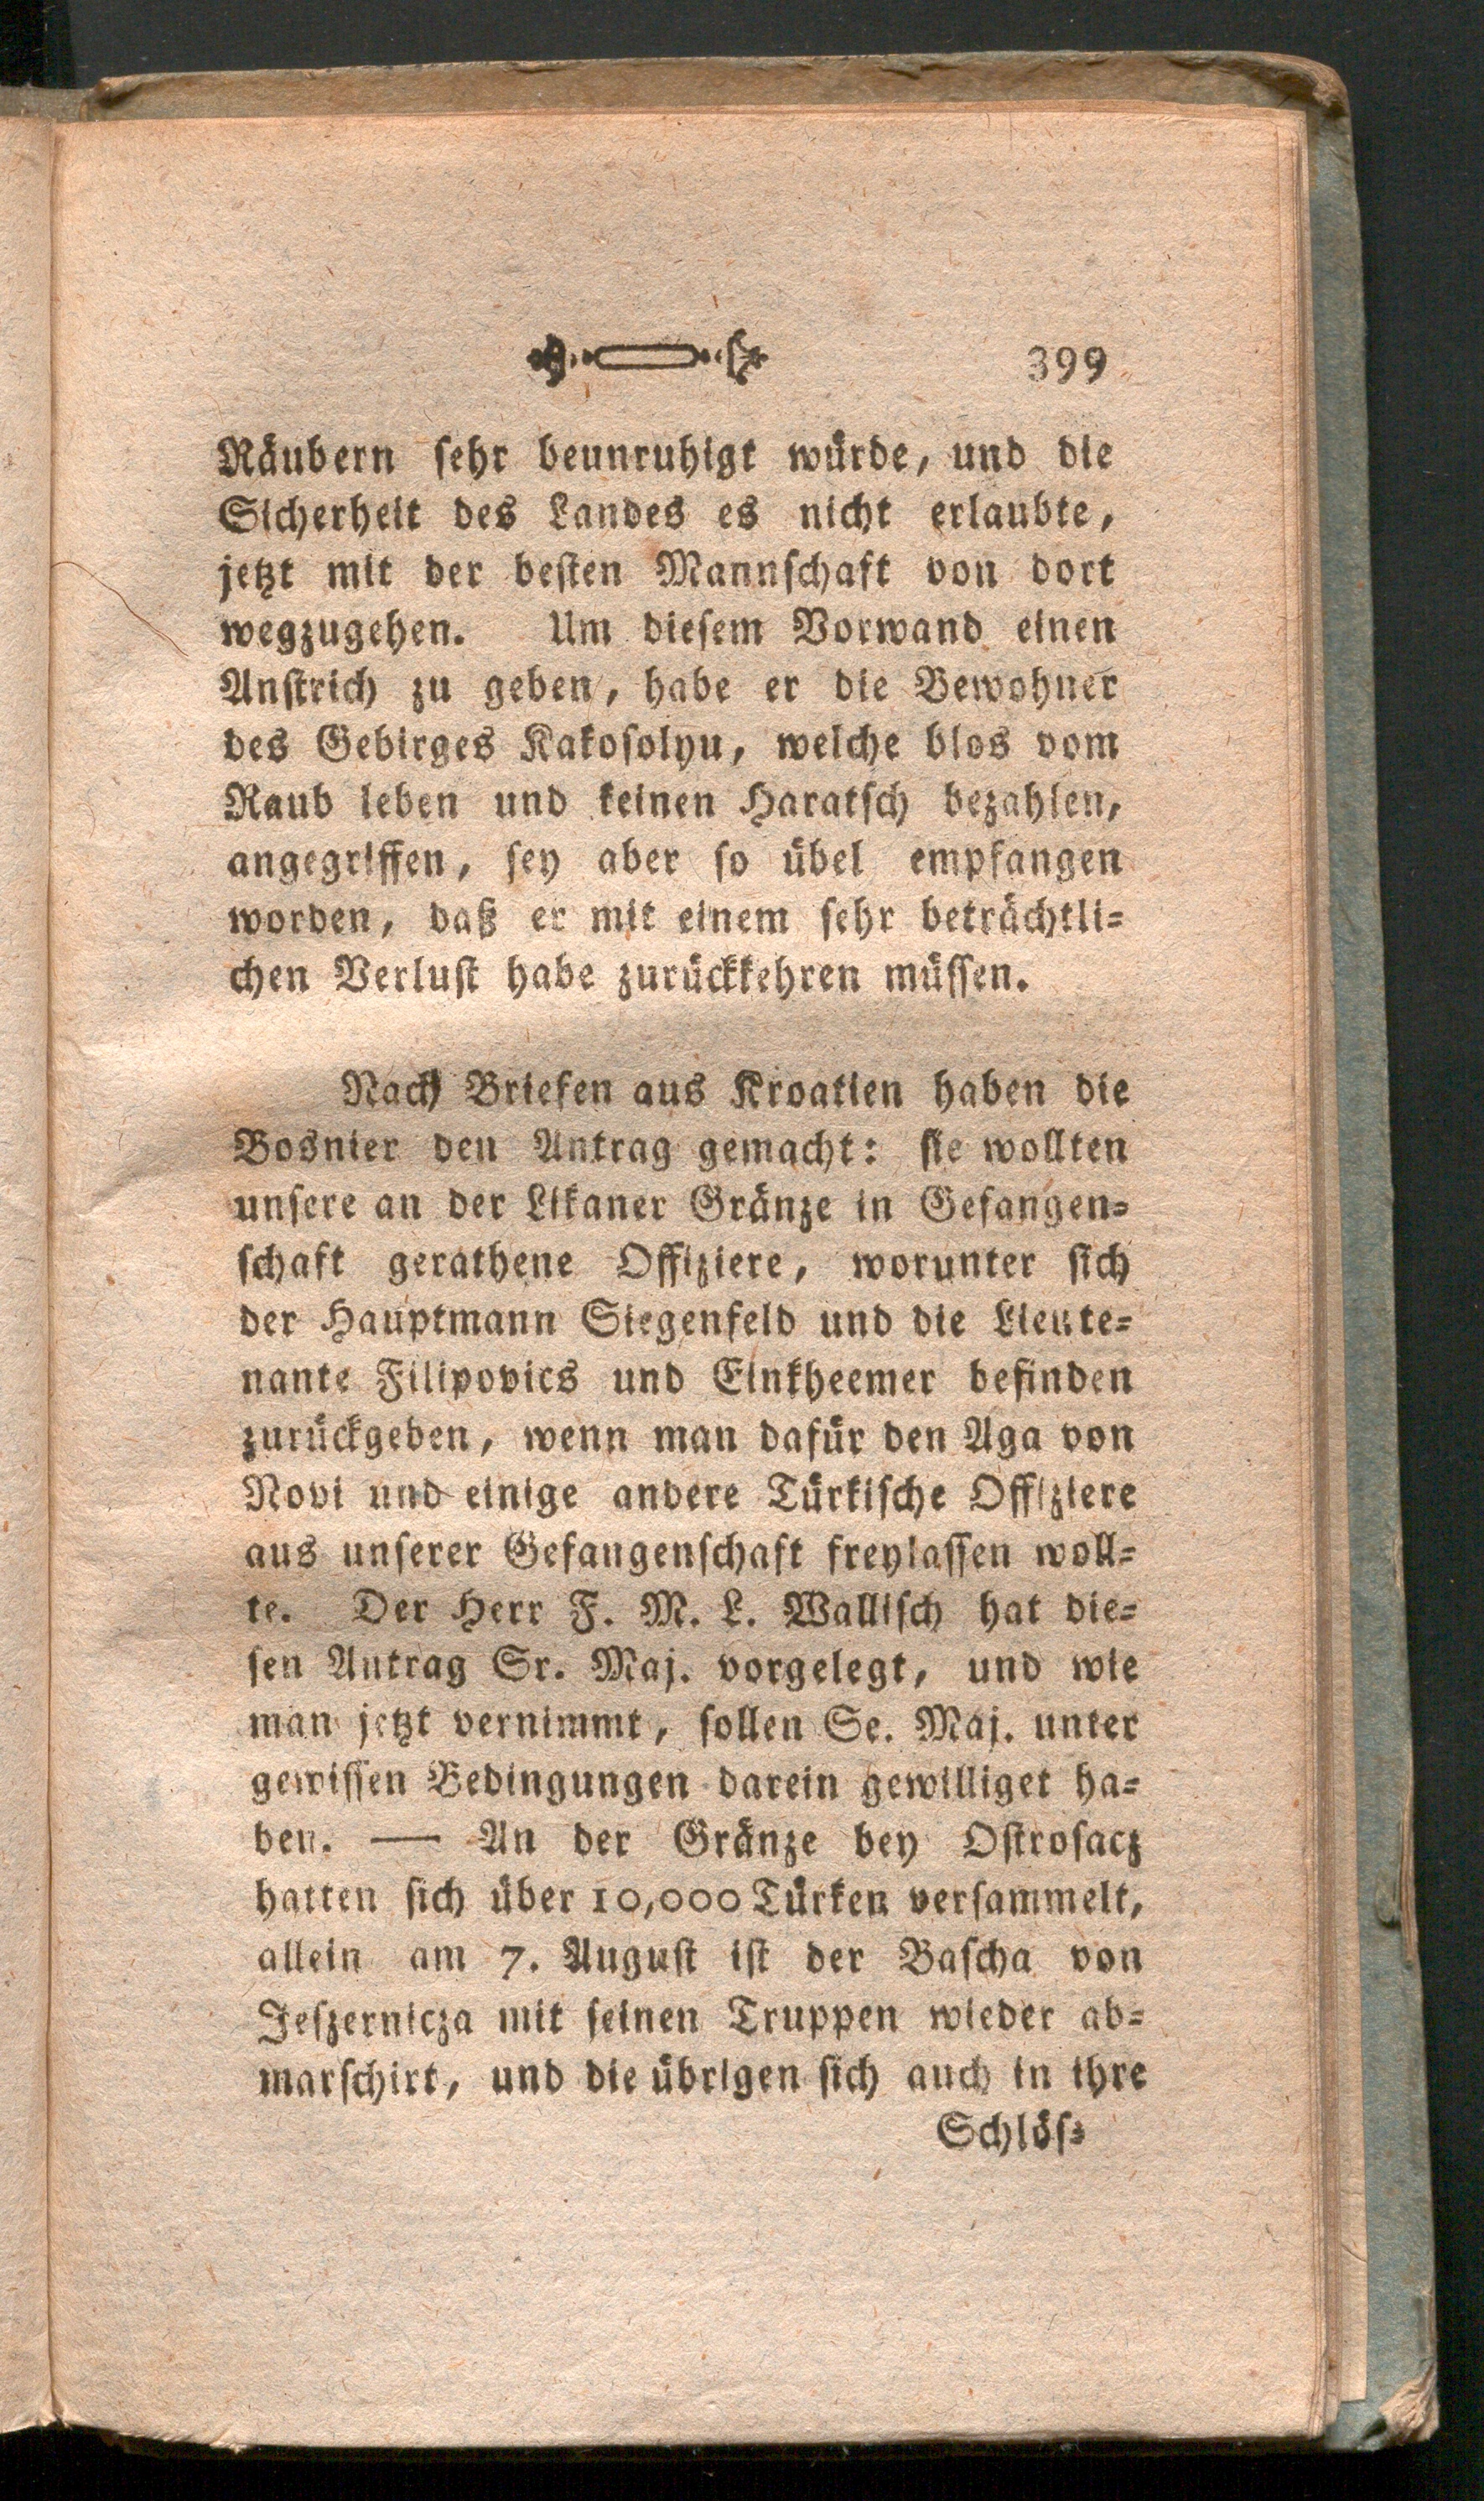 399
Räubern sehr beunruhigt würde, und die
Sicherheit des Landes es nicht erlaubte,
jetzt mit der besten Mannschaft von dort
wegzugehen. Um diesem Vorwand einen
Anstrich zu geben, habe er die Bewohner
des Gebirges Kakosolyu, welche blos vom
Raub leben und keinen Haratsch bezahlen,
angegriffen, sey aber so übel empfangen
worden, daß er mit einem sehr beträchtli=
chen Verlust habe zurückkehren müssen.
Nach Briefen aus Kroatien haben die
Bosnier den Antrag gemacht: sie wollten
unsere an der Likaner Gränze in Gefangen=
schaft gerathene Offiziere, worunter sich
der Hauptmann Siegenfeld und die Lieute=
nante Filipovics und Einkheemer befinden
zurückgeben, wenn man dafür den Aga von
Novi und einige andere Türkische Offiziere
aus unserer Gefangenschaft freylassen woll=
te. Der Herr F. M. L. Wallisch hat die=
sen Antrag Sr. Maj. vorgelegt, und wie
man jetzt vernimmt, sollen Se. Maj. unter
gewissen Bedingungen darein gewilliget ha=
ben. — An der Gränze bey Ostrosacz
hatten sich über 10,000 Türken versammelt,
allein am 7. August ist der Bascha von
Jeszernicza mit seinen Truppen wieder ab=
marschirt, und die übrigen sich auch in ihre
Schlös=